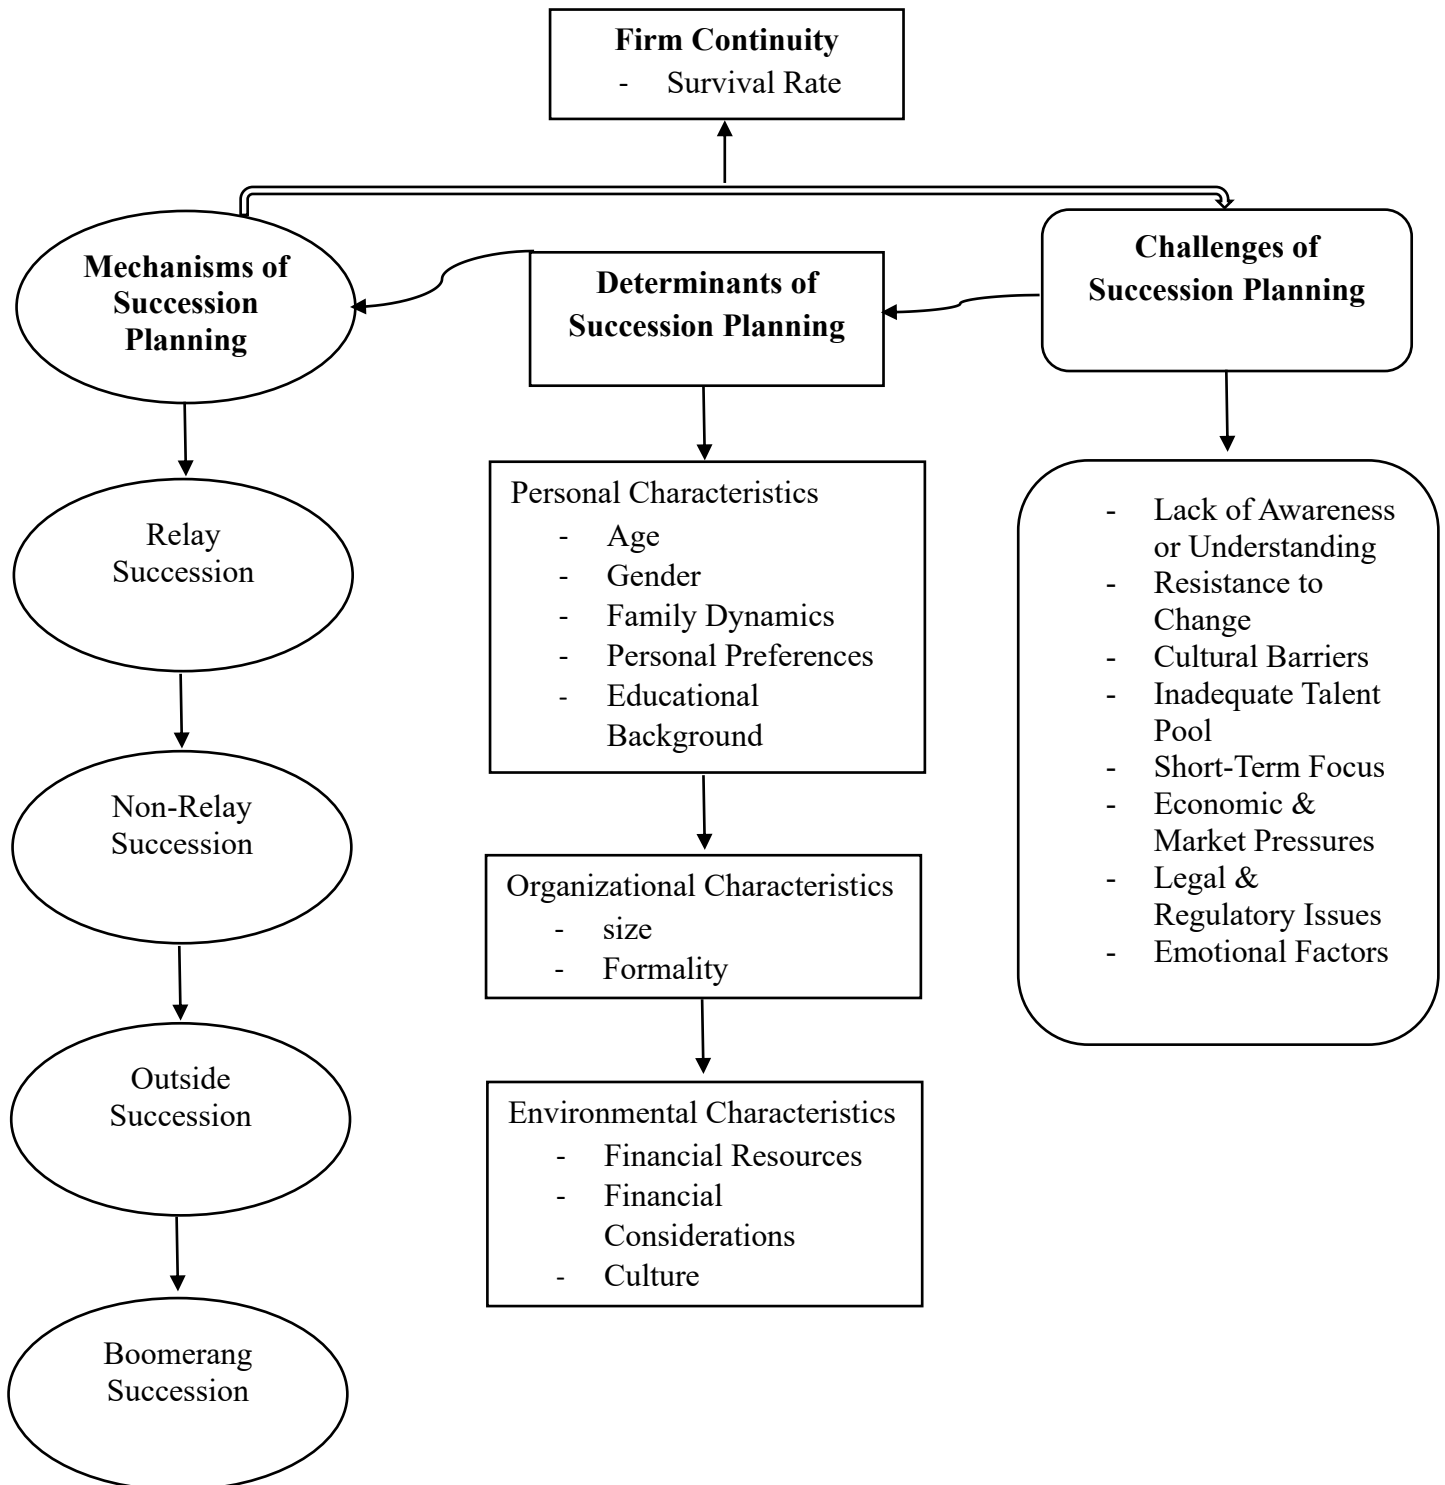 Firm Continuity
- Survival Rate
Mechanisms of
Succession
Planning
Determinants of
Succession Planning
Challenges of
Succession Planning
Relay
Succession
Non-Relay
Succession
Outside
Succession
Boomerang
Succession
Personal Characteristics
- Age
- Gender
- Family Dynamics
- Personal Preferences
- Educational
Background
Organizational Characteristics
- size
- Formality
Environmental Characteristics
- Financial Resources
- Financial
Considerations
- Culture
- Lack of Awareness
or Understanding
- Resistance to
Change
- Cultural Barriers
- Inadequate Talent
Pool
- Short-Term Focus
- Economic &
Market Pressures
- Legal &
Regulatory Issues
- Emotional Factors